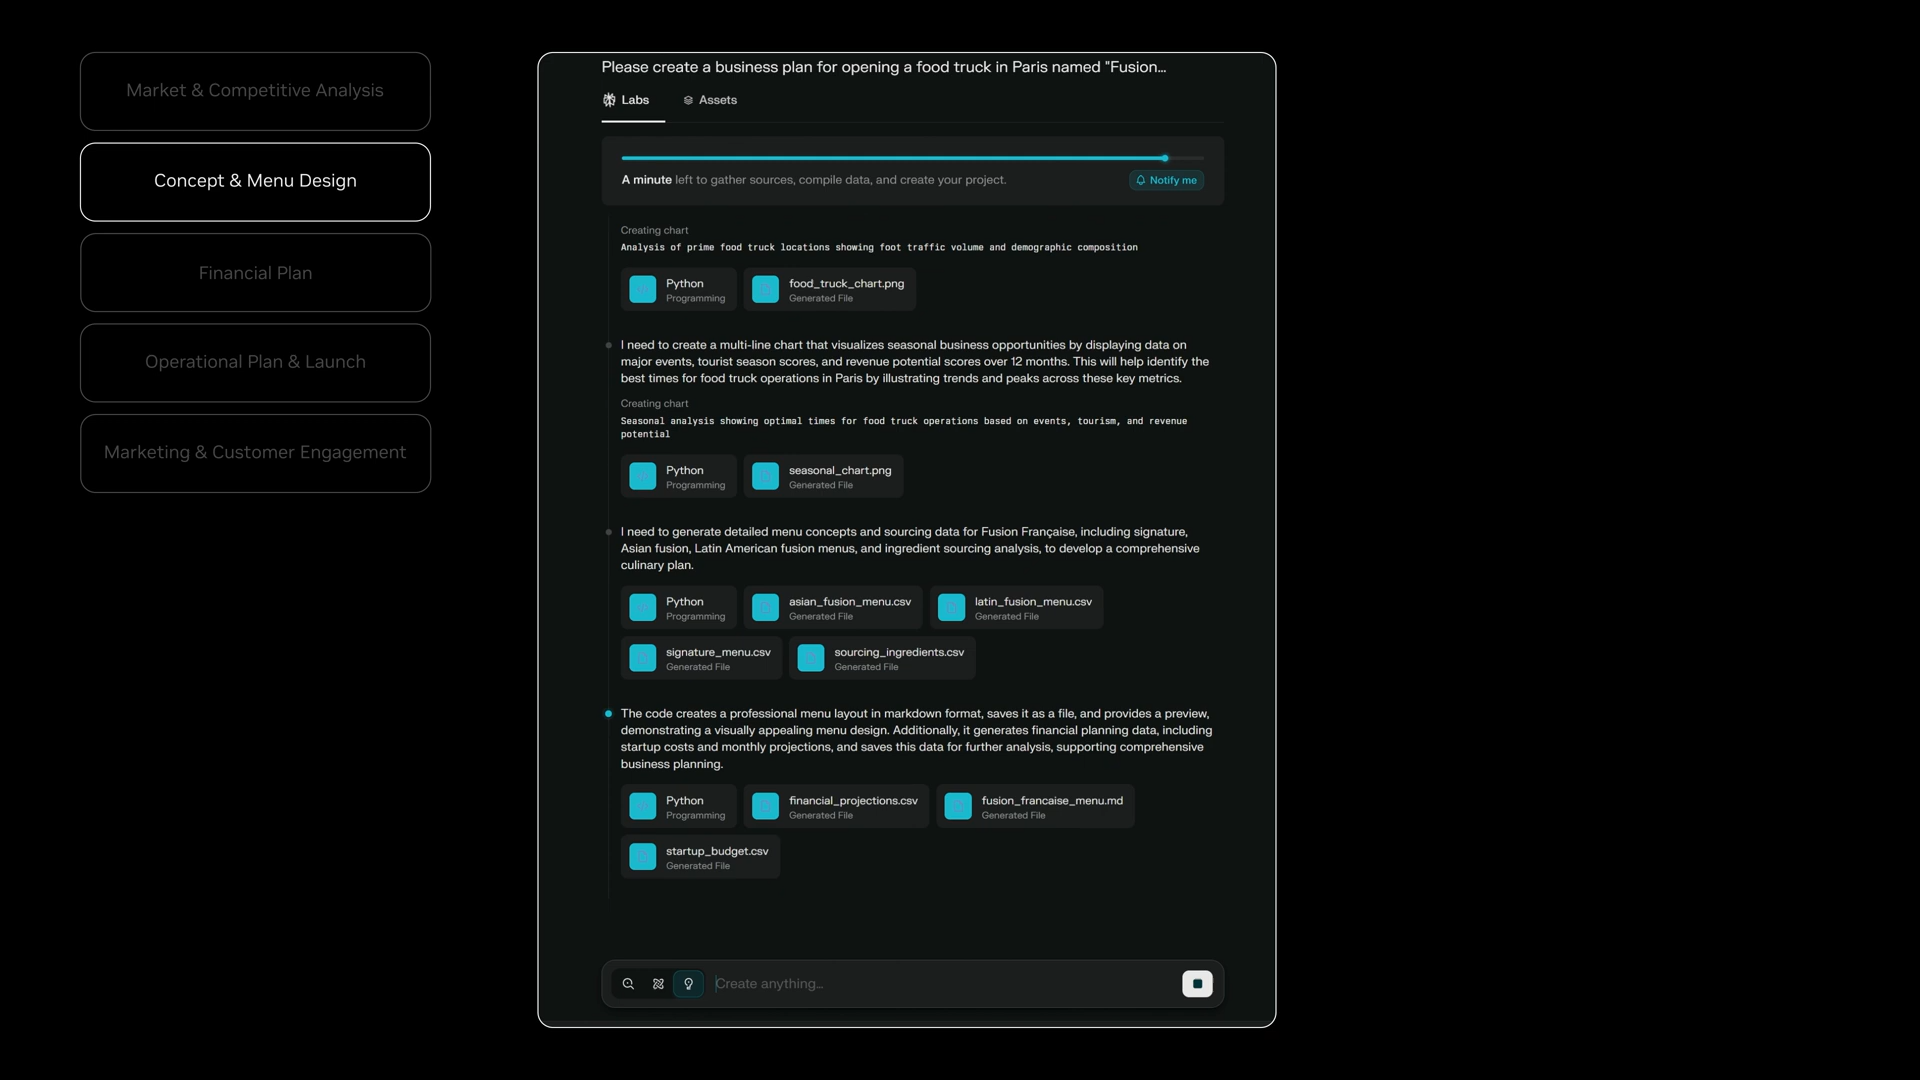 Market & Competitive Analysis
Concept & Menu Design
Financial Plan
Operational Plan & Launch
Marketing & Customer Engagement
Please create a business plan for opening a food truck in Paris named "Fusion...
Labs
Assets
A minute left to gather sources, compile data, and create your project.
Notify me
Creating chart
Analysis of prime food truck locations showing foot traffic volume and demographic composition
Python
Programming
food_truck_chart.png
Generated File
I need to create a multi-line chart that visualizes seasonal business opportunities by displaying data on
major events, tourist season scores, and revenue potential scores over 12 months. This will help identify the
best times for food truck operations in Paris by illustrating trends and peaks across these key metrics.
Creating chart
Seasonal analysis showing optimal times for food truck operations based on events, tourism, and revenue
potential
Python
Programming
seasonal_chart.png
Generated File
I need to generate detailed menu concepts and sourcing data for Fusion Française, including signature,
Asian fusion, Latin American fusion menus, and ingredient sourcing analysis, to develop a comprehensive
culinary plan.
Python
Programming
asian_fusion_menu.csv
Generated File
latin_fusion_menu.csv
Generated File
signature_menu.csv
Generated File
sourcing_ingredients.csv
Generated File
The code creates a professional menu layout in markdown format, saves it as a file, and provides a preview,
demonstrating a visually appealing menu design. Additionally, it generates financial planning data, including
startup costs and monthly projections, and saves this data for further analysis, supporting comprehensive
business planning.
Python
Programming
financial_projections.csv
Generated File
fusion_francaise_menu.md
Generated File
startup_budget.csv
Generated File
Create anything...